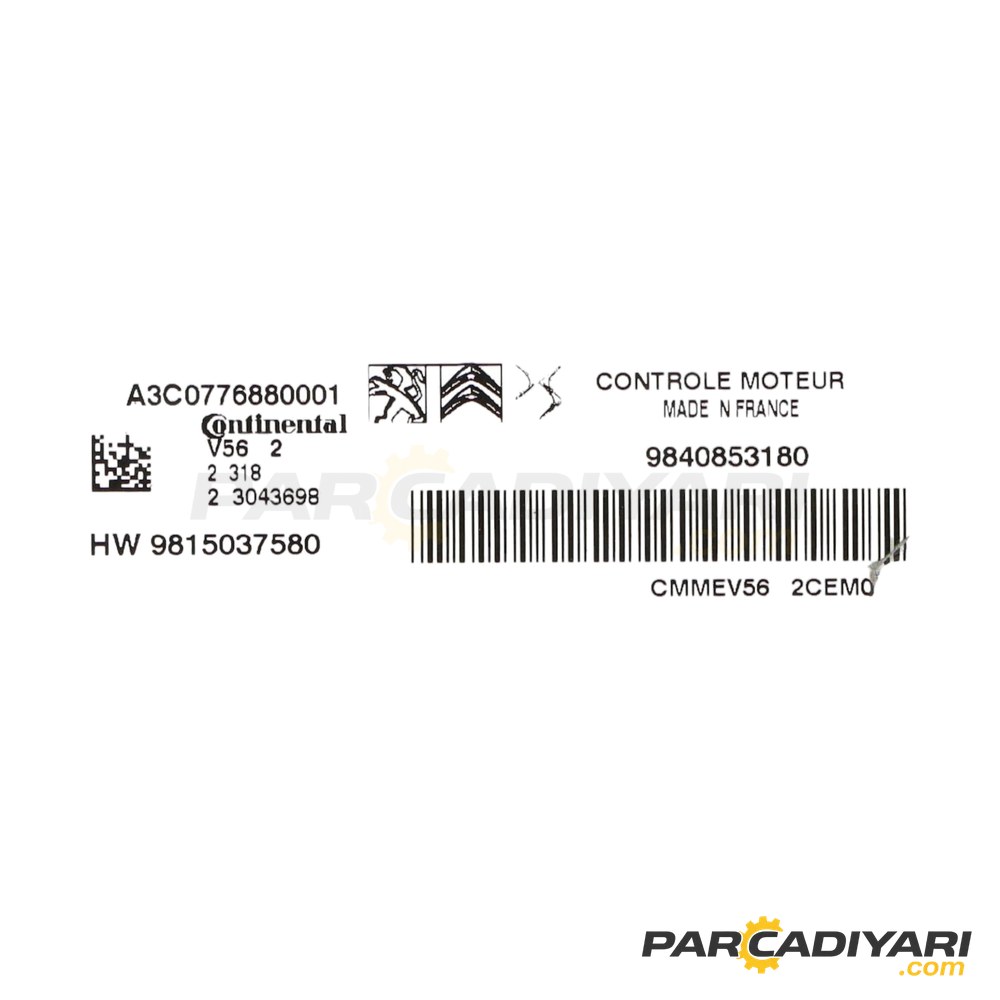 A3C0776880001
Continental
V56 2
2 318
2 3043698
HW 9815037580
CONTROLE MOTEUR
MADE N FRANCE
9840853180
CMMEV56 2CEM0
PARCADIYARI
.com
PARCADIYARI
.com